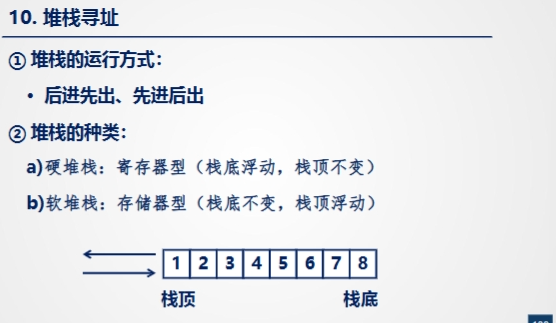 10. 堆栈寻址
① 堆栈的运行方式：
• 后进先出、先进后出
② 堆栈的种类：
a)硬堆栈：寄存器型（栈底浮动，栈顶不变）
b)软堆栈：存储器型（栈底不变，栈顶浮动）
1 2 3 4 5 6 7 8
栈顶 栈底